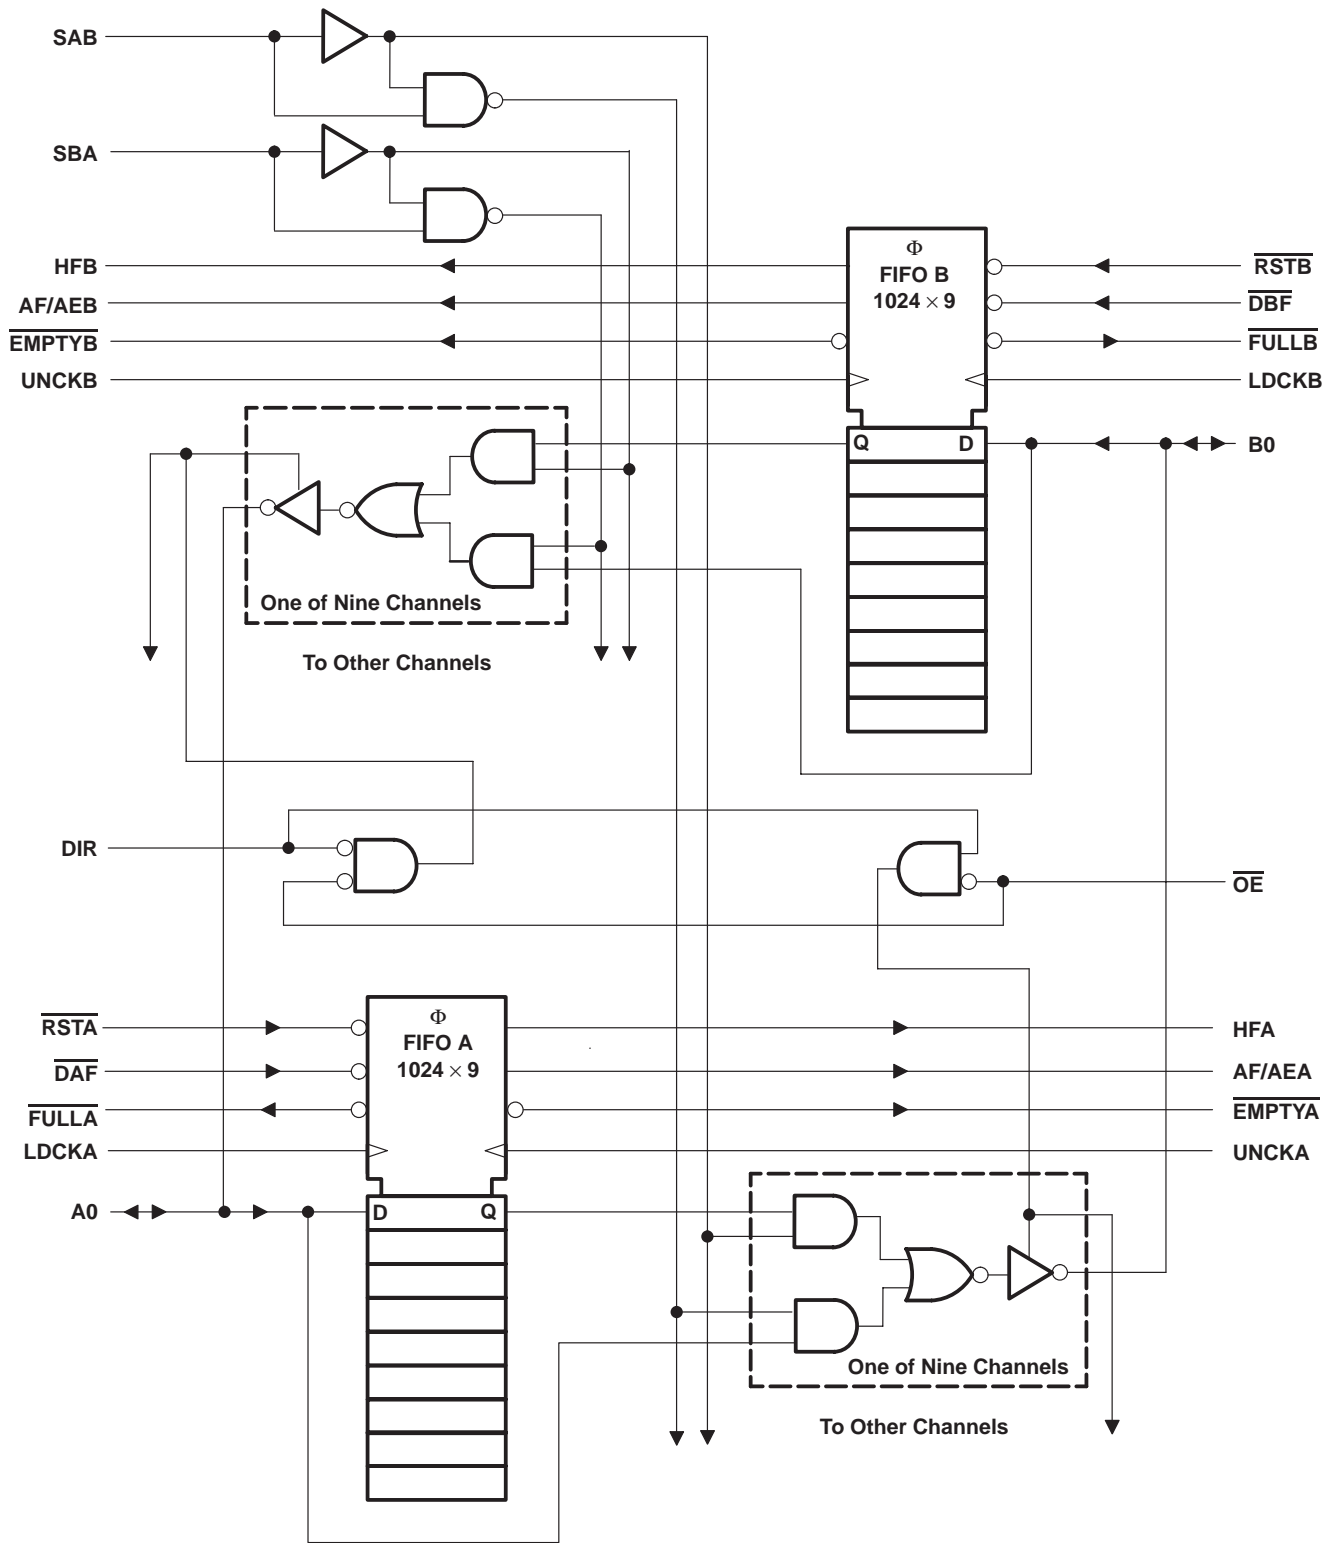 SAB
SBA
HFB
AF/AEB
EMPTYB
UNCKB
Φ
FIFO B
1024 × 9
RSTB
DBF
FULLB
LDCKB
Q D
B0
One of Nine Channels
To Other Channels
DIR
OE
RSTA
DAF
FULLA
LDCKA
A0
Φ
FIFO A
1024 × 9
D Q
HFA
AF/AEA
EMPTYA
UNCKA
One of Nine Channels
To Other Channels